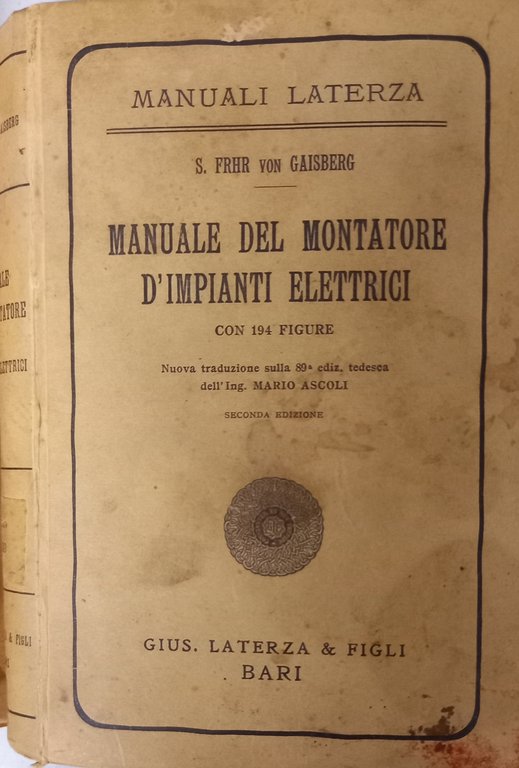 MANUALI LATERZA
S. FRHR VON GAISBERG
MANUALE DEL MONTATORE
D'IMPIANTI ELETTRICI
CON 194 FIGURE
Nuova traduzione sulla 89ª ediz. tedesca
dell'Ing. MARIO ASCOLI
SECONDA EDIZIONE
GIUS. LATERZA & FIGLI
BARI